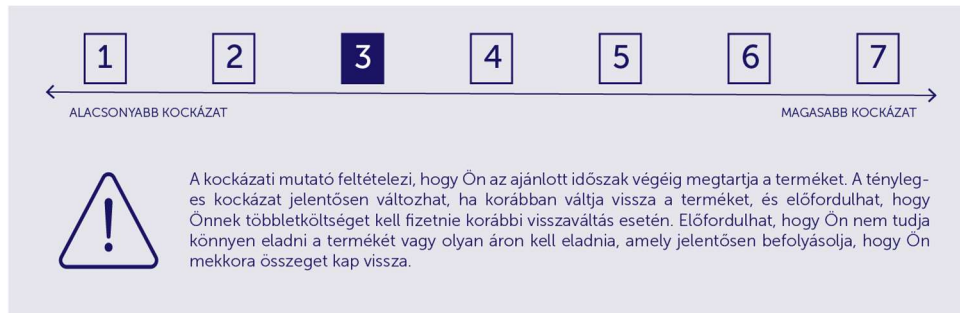 1 2 3 4 5 6 7
ALACSONYABB KOCKÁZAT MAGASABB KOCKÁZAT
A kockázati mutató feltételezi, hogy Ön az ajánlott időszak végéig megtartja a terméket. A tényleg-
es kockázat jelentősen változhat, ha korábban váltja vissza a terméket, és előfordulhat, hogy
Önnek többletköltséget kell fizetnie korábbi visszaváltás esetén. Előfordulhat, hogy Ön nem tudja
könnyen eladni a termékét vagy olyan áron kell eladnia, amely jelentősen befolyásolja, hogy Ön
mekkora összeget kap vissza.